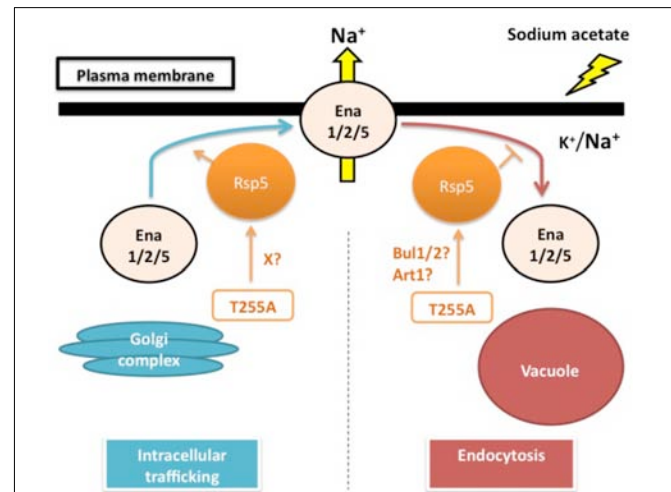 Na⁺
Sodium acetate
Plasma membrane
Ena
1/2/5
K⁺/Na⁺
Rsp5
Rsp5
Ena
1/2/5
Ena
1/2/5
X?
Bul1/2?
Art1?
T255A
T255A
Golgi
complex
Vacuole
Intracellular
trafficking
Endocytosis